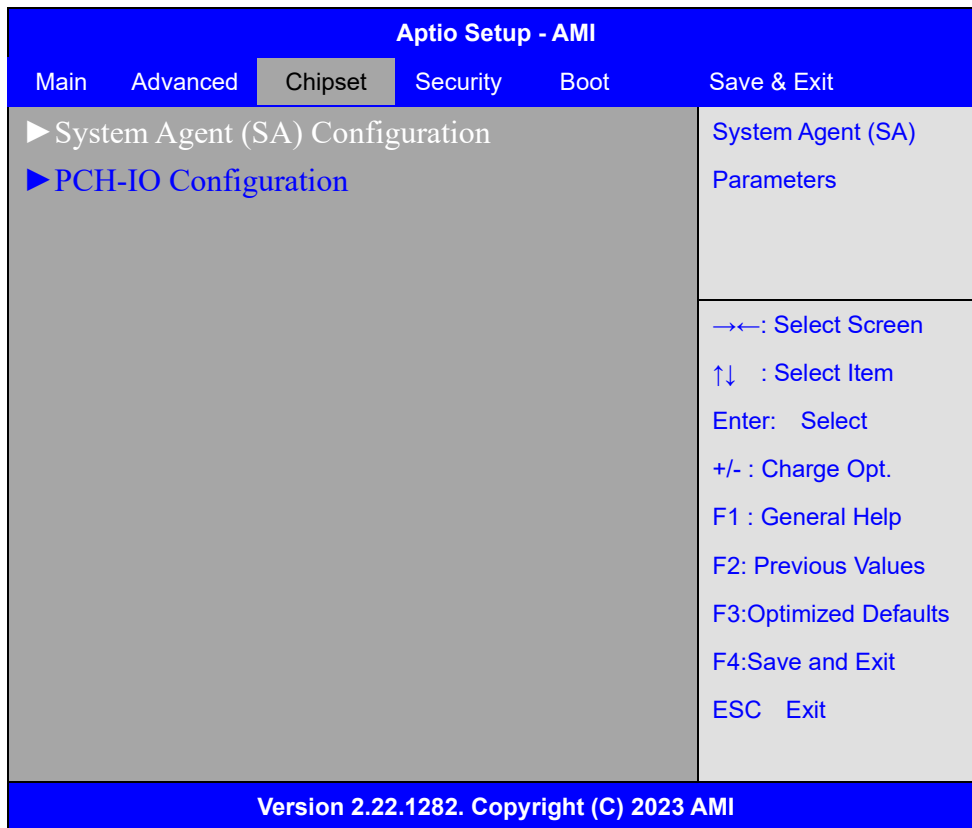 Aptio Setup - AMI
Main Advanced Chipset Security Boot Save & Exit
►System Agent (SA) Configuration
►PCH-IO Configuration
System Agent (SA)
Parameters
→←: Select Screen
↑↓ : Select Item
Enter: Select
+/- : Charge Opt.
F1 : General Help
F2: Previous Values
F3:Optimized Defaults
F4:Save and Exit
ESC Exit
Version 2.22.1282. Copyright (C) 2023 AMI